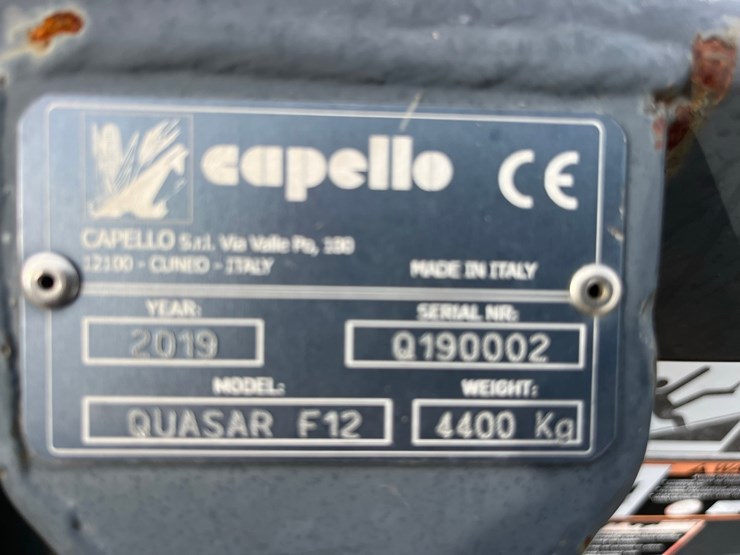 capello CE
CAPELLO S.r.l. Via Valle Po, 100
12100 - CUNEO - ITALY MADE IN ITALY
YEAR: SERIAL NR:
2019 Q190002
MODEL: WEIGHT:
QUASAR F12 4400 Kg